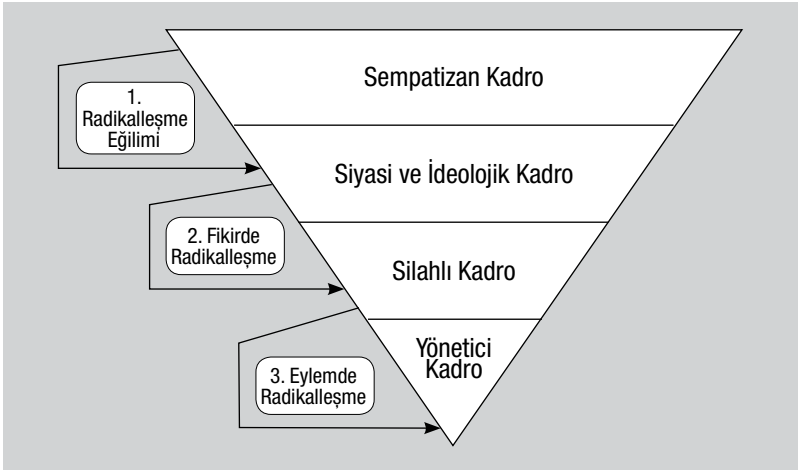 Sempatizan Kadro
1.
Radikalleşme
Eğilimi
Siyasi ve İdeolojik Kadro
2. Fikirde
Radikalleşme
Silahlı Kadro
Yönetici
Kadro
3. Eylemde
Radikalleşme